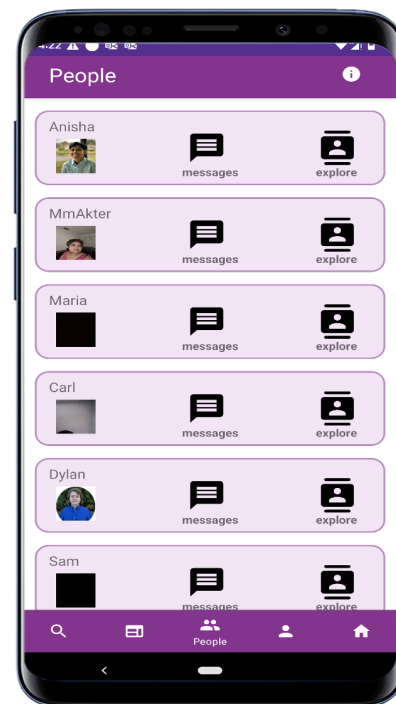 4:22
People
Anisha
messages explore
MmAkter
messages explore
Maria
messages explore
Carl
messages explore
Dylan
messages explore
Sam
messages explore
People